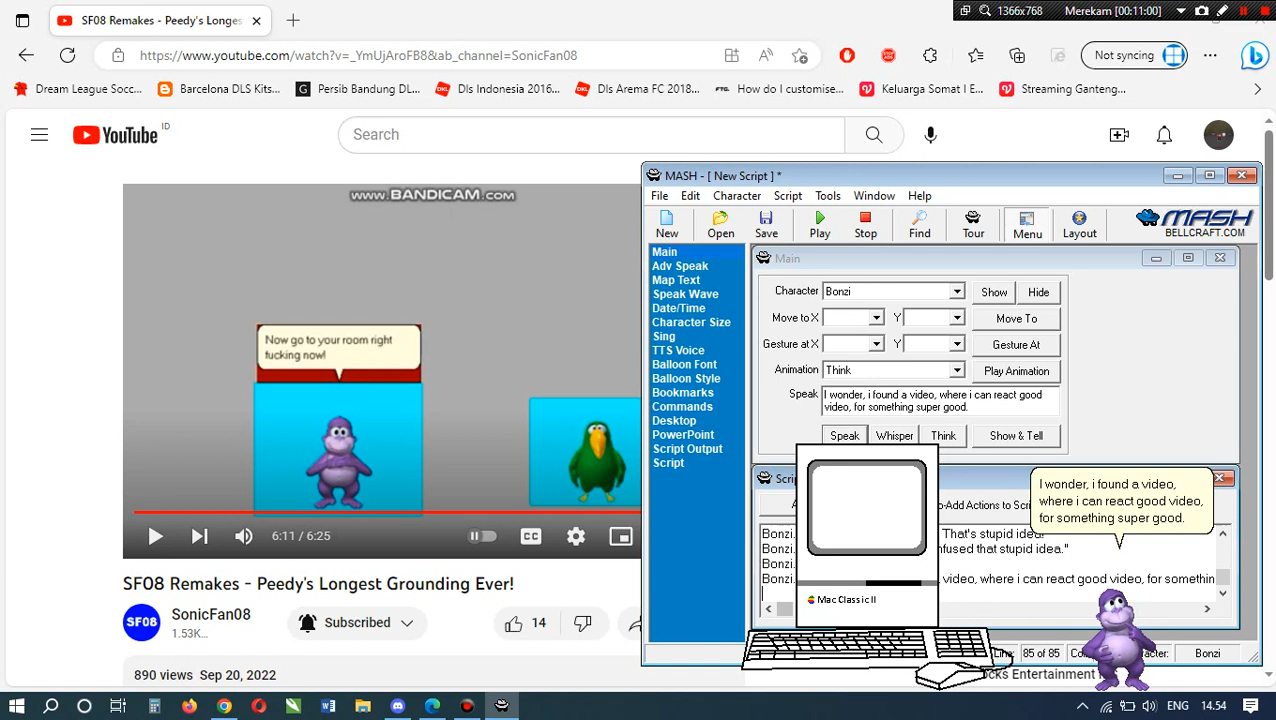 SF08 Remakes - Peedy's Longes
1366x768
Merekam [00:11:00]
https://www.youtube.com/watch?v=_YmUjAroFB8&ab_channel=SonicFan08
Not syncing
Dream League Socc...
Barcelona DLS Kits...
Persib Bandung DL...
Dls Indonesia 2016...
Dls Arema FC 2018...
How do I customise...
Keluarga Somat I E...
Streaming Ganteng...
YouTube ID
Search
www.BANDICAM.com
Now go to your room right
fucking now!
6:11 / 6:25
CC
SF08 Remakes - Peedy's Longest Grounding Ever!
SF08
SonicFan08
1.53K...
Subscribed
14
890 views Sep 20, 2022
MASH - [ New Script ] *
File Edit Character Script Tools Window Help
New Open Save Play Stop Find Tour Menu Layout
MASH
BELLCRAFT.COM
Main
Adv Speak
Map Text
Speak Wave
Date/Time
Character Size
Sing
TTS Voice
Balloon Font
Balloon Style
Bookmarks
Commands
Desktop
PowerPoint
Script Output
Script
Main
Character Bonzi Show Hide
Move to X Y Move To
Gesture at X Y Gesture At
Animation Think Play Animation
Speak I wonder, i found a video, where i can react good
video, for something super good.
Speak Whisper Think Show & Tell
Scri
A
o-Add Actions to Scri
Bonzi. That's stupid idea!
Bonzi. nfused that stupid idea."
Bonzi.
Bonzi. video, where i can react good video, for somethin
I wonder, i found a video,
where i can react good video,
for something super good.
Mac Classic II
Line: 85 of 85
Bonzi
ocks Entertainment
ENG 14.54